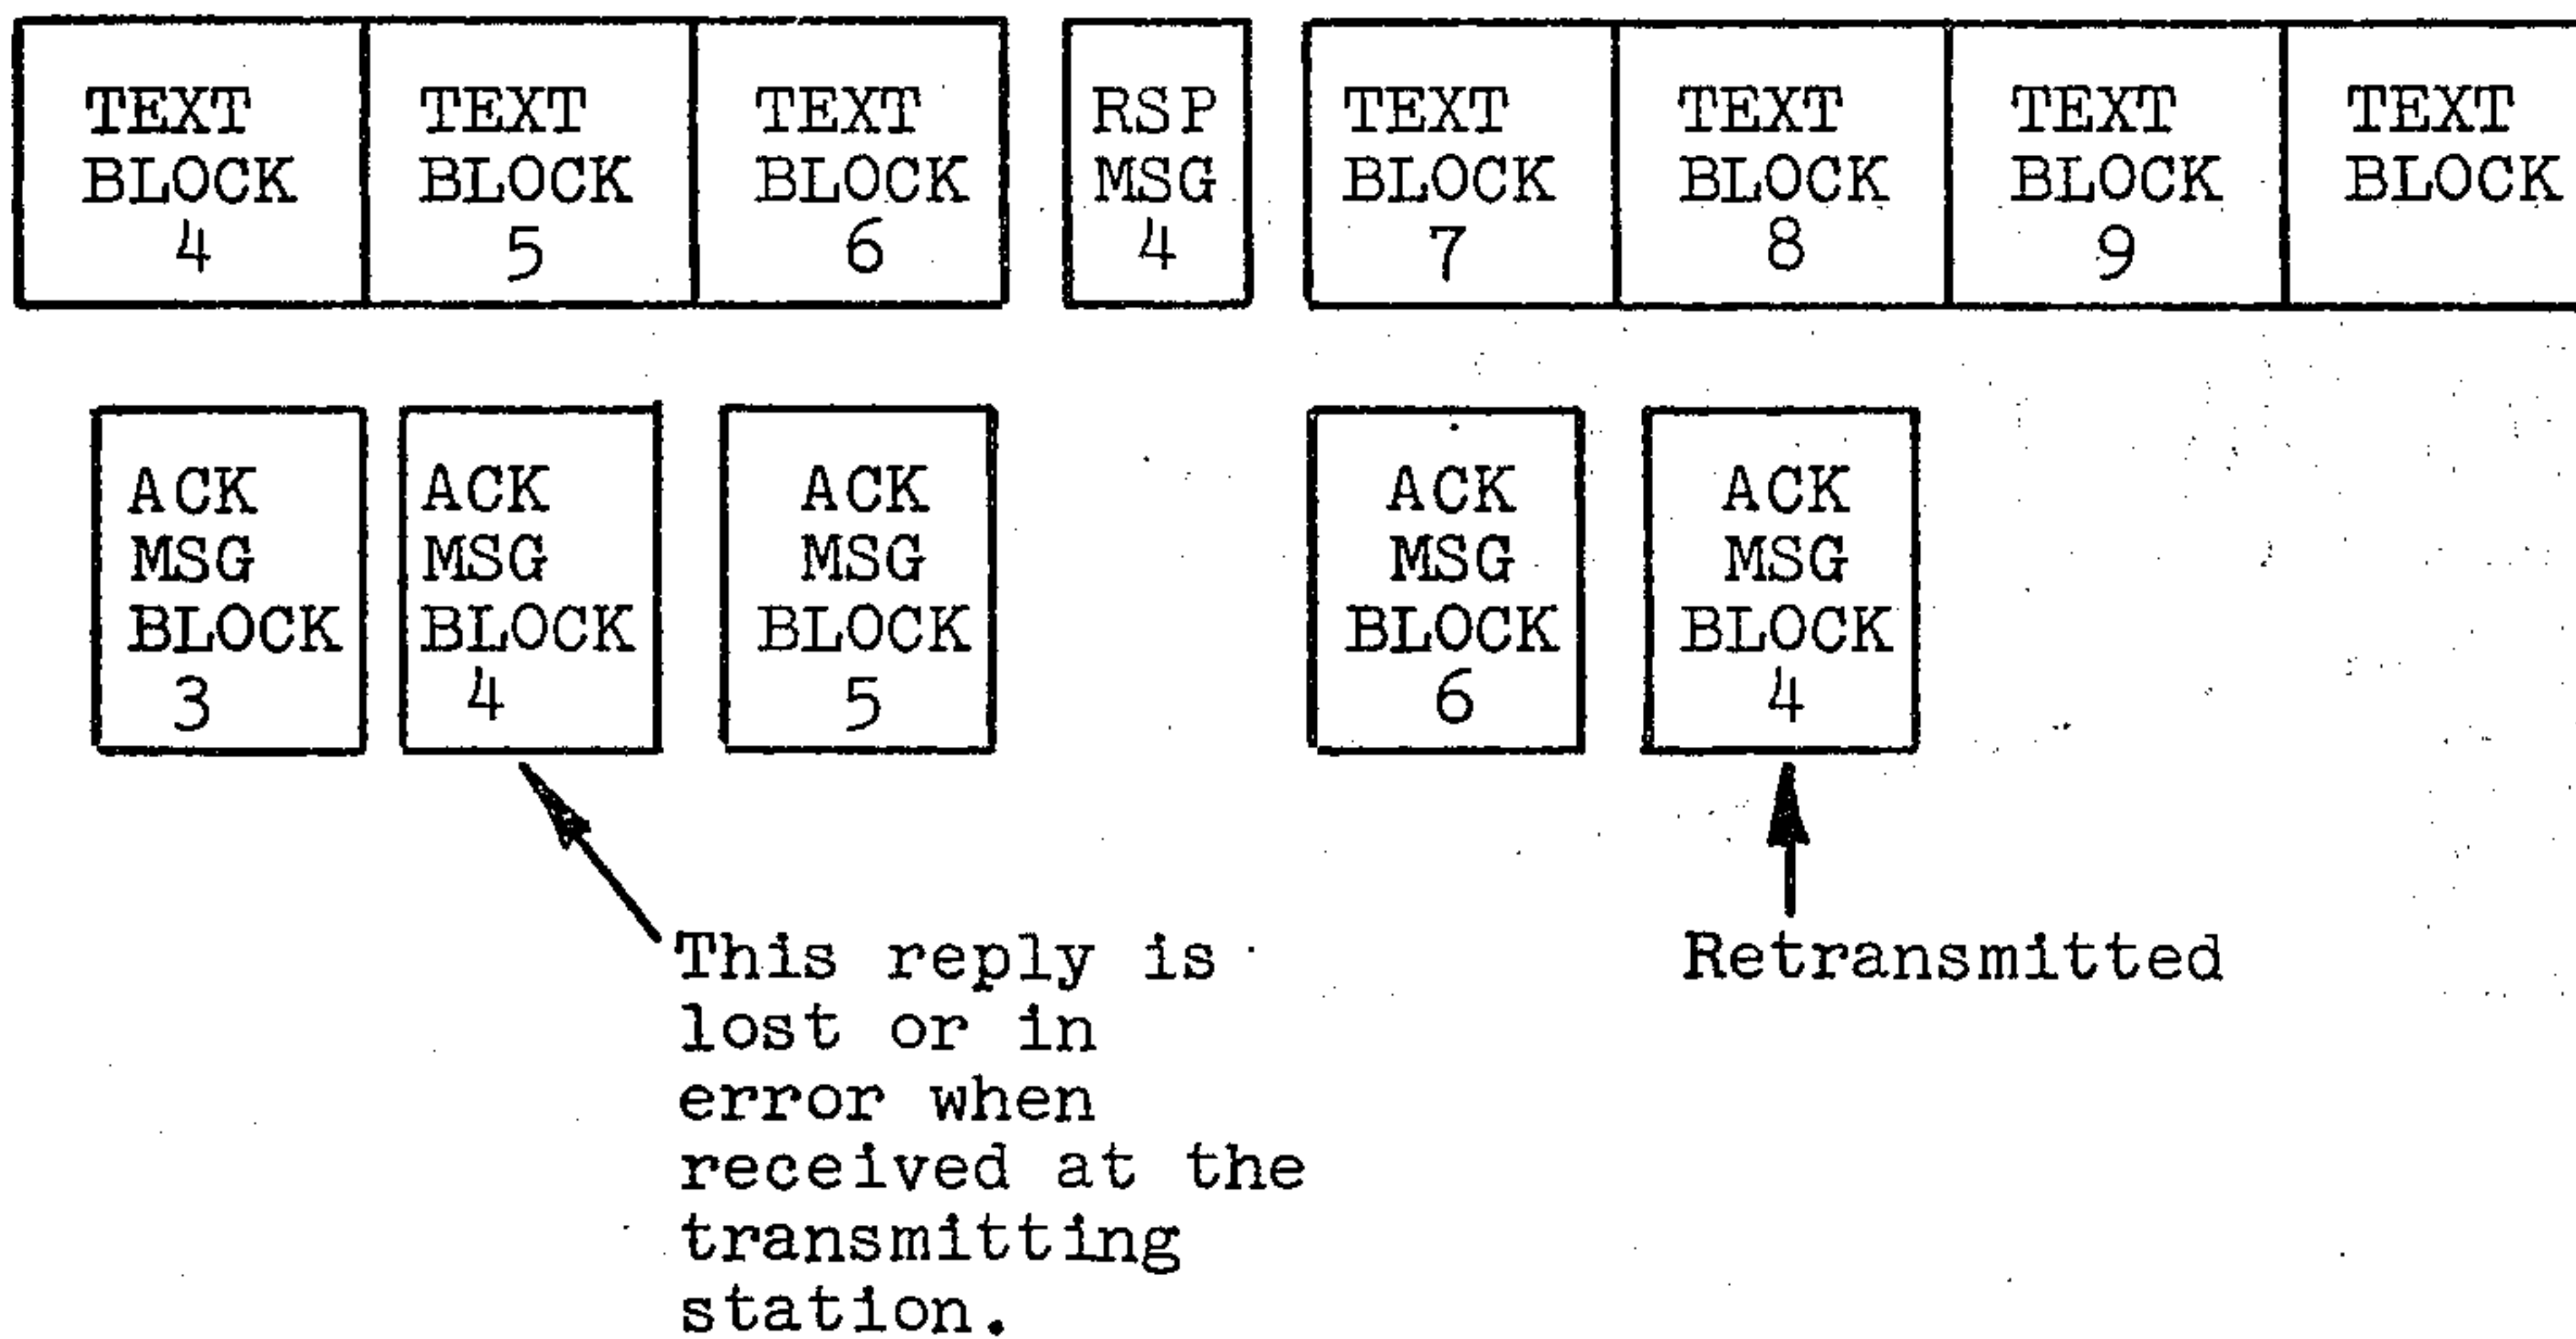 TEXT
BLOCK
4
TEXT
BLOCK
5
TEXT
BLOCK
6
RSP
MSG
4
TEXT
BLOCK
7
TEXT
BLOCK
8
TEXT
BLOCK
9
TEXT
BLOCK
ACK
MSG
BLOCK
3
ACK
MSG
BLOCK
4
ACK
MSG
BLOCK
5
ACK
MSG
BLOCK
6
ACK
MSG
BLOCK
4
This reply is
lost or in
error when
received at the
transmitting
station.
Retransmitted